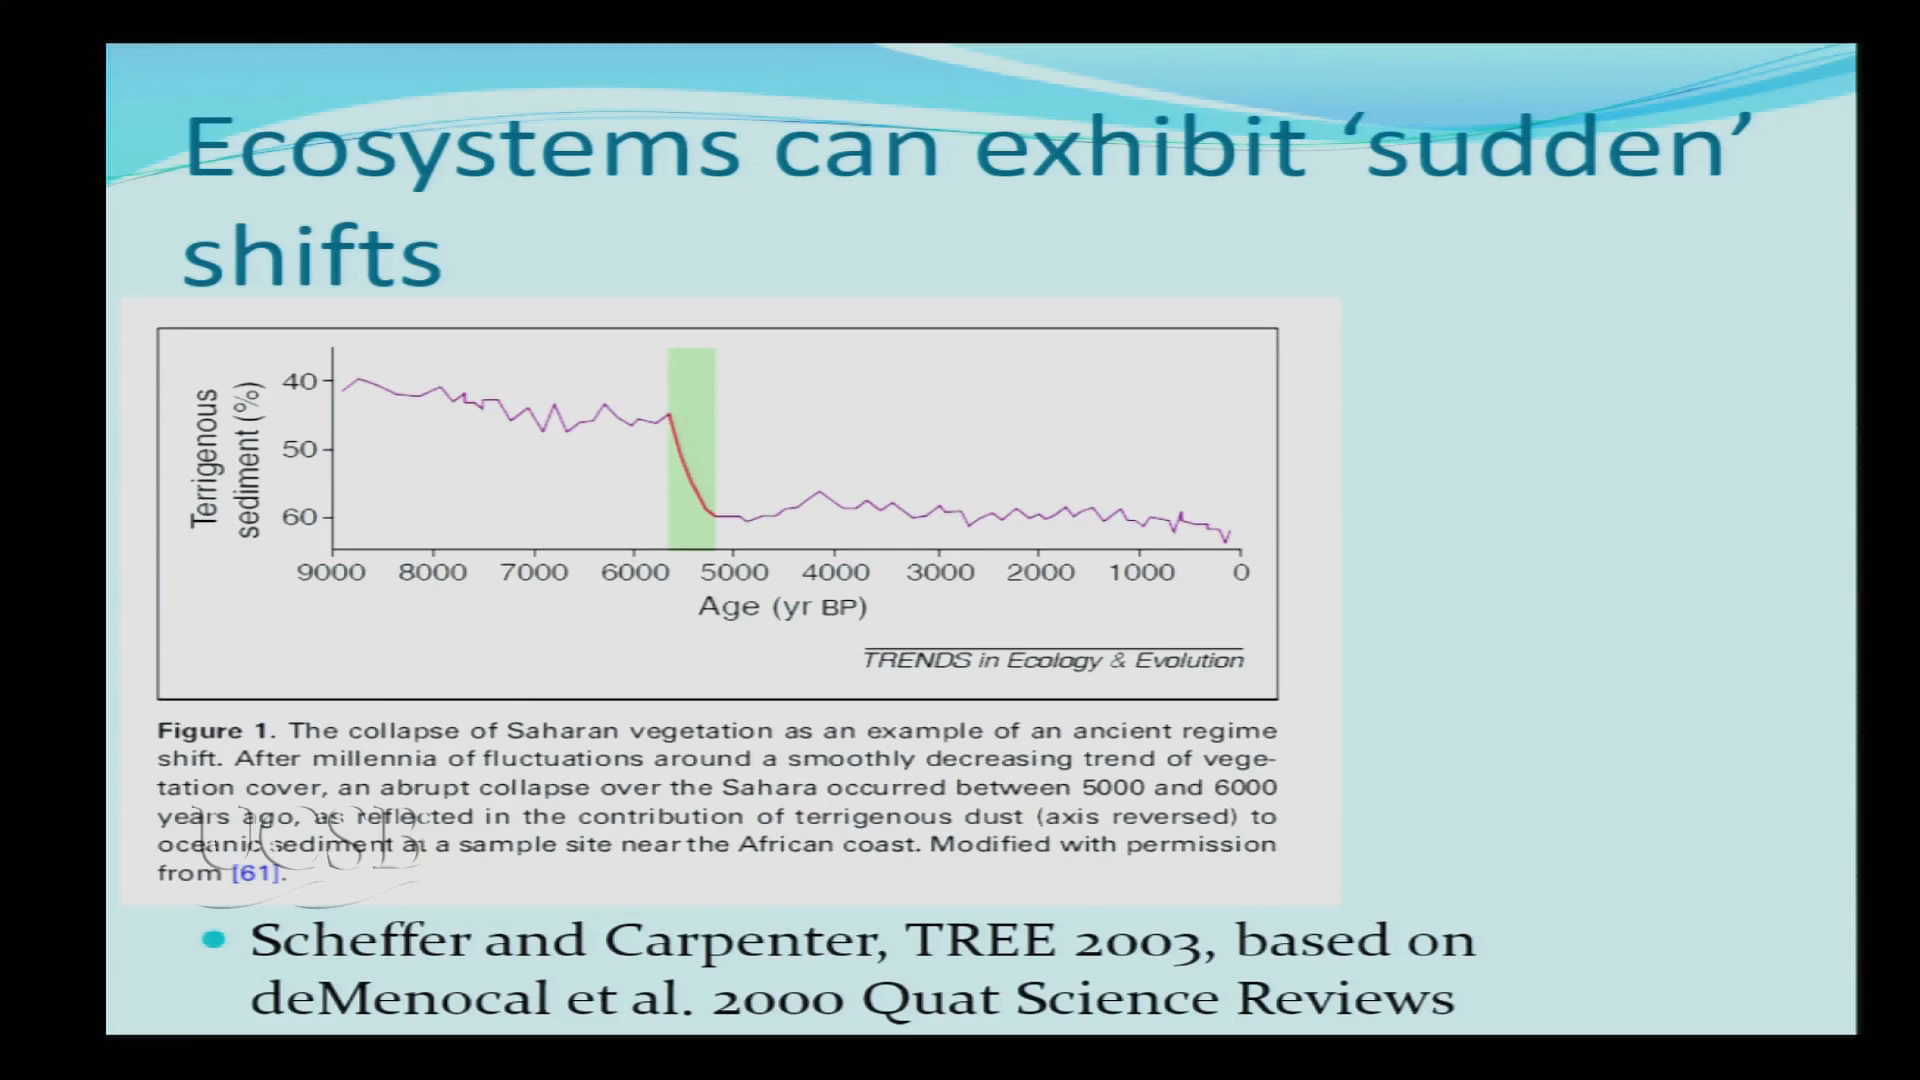 Ecosystems can exhibit ‘sudden’
shifts
Terrigenous
sediment (%)
40
50
60
9000 8000 7000 6000 5000 4000 3000 2000 1000 0
Age (yr BP)
TRENDS in Ecology & Evolution
Figure 1. The collapse of Saharan vegetation as an example of an ancient regime
shift. After millennia of fluctuations around a smoothly decreasing trend of vege-
tation cover, an abrupt collapse over the Sahara occurred between 5000 and 6000
years ago, as reflected in the contribution of terrigenous dust (axis reversed) to
oceanic sediment at a sample site near the African coast. Modified with permission
from [61].
UCSB
• Scheffer and Carpenter, TREE 2003, based on
deMenocal et al. 2000 Quat Science Reviews